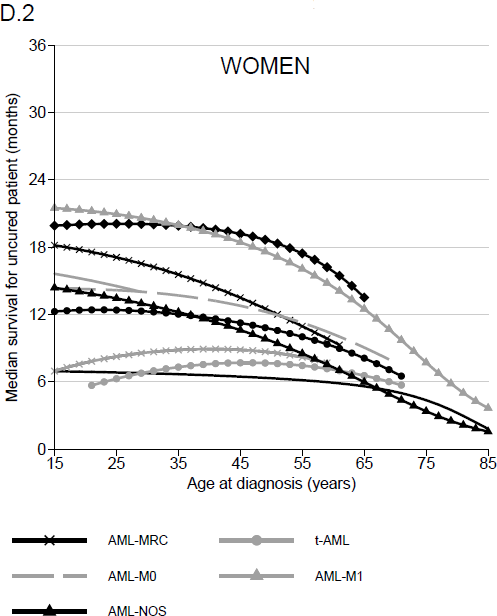 D.2
WOMEN
Median survival for uncured patient (months)
36
30
24
18
12
6
0
15 25 35 45 55 65 75 85
Age at diagnosis (years)
AML-MRC t-AML
AML-M0 AML-M1
AML-NOS